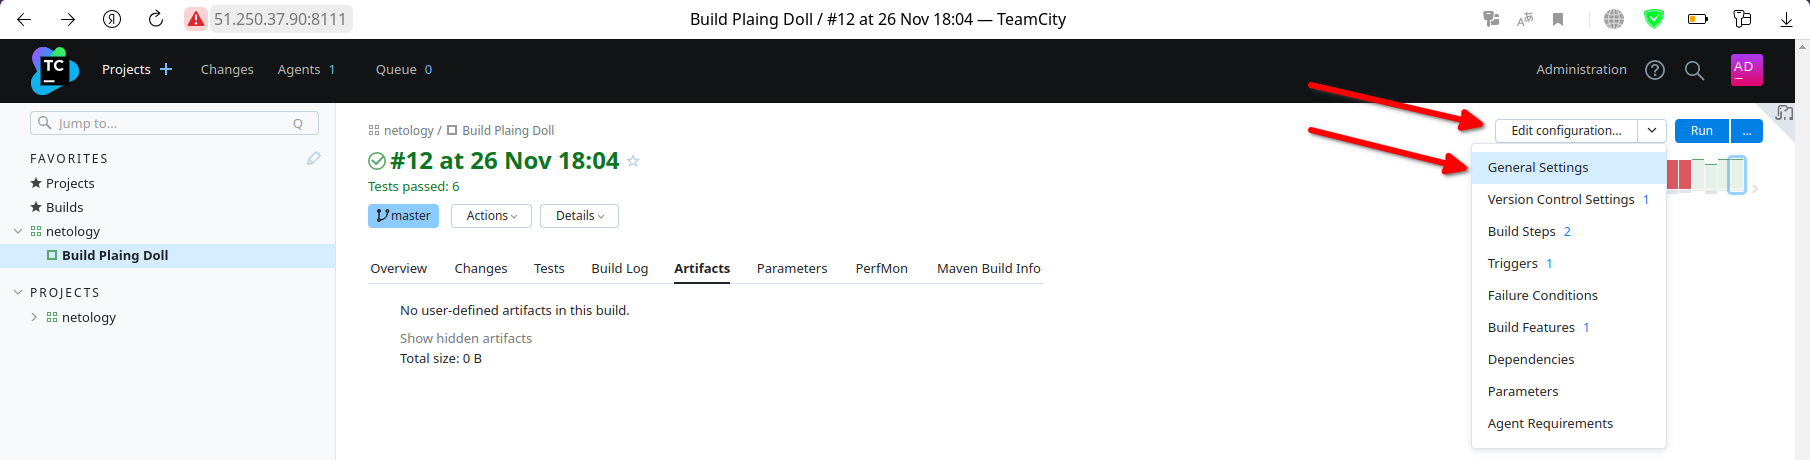 51.250.37.90:8111
Build Plaing Doll / #12 at 26 Nov 18:04 — TeamCity
TC
Projects +
Changes
Agents 1
Queue 0
Administration
AD
Jump to... Q
FAVORITES
Projects
Builds
netology
Build Plaing Doll
PROJECTS
netology
netology / Build Plaing Doll
#12 at 26 Nov 18:04
Tests passed: 6
master
Actions
Details
Edit configuration...
Run
...
Overview
Changes
Tests
Build Log
Artifacts
Parameters
PerfMon
Maven Build Info
No user-defined artifacts in this build.
Show hidden artifacts
Total size: 0 B
General Settings
Version Control Settings 1
Build Steps 2
Triggers 1
Failure Conditions
Build Features 1
Dependencies
Parameters
Agent Requirements